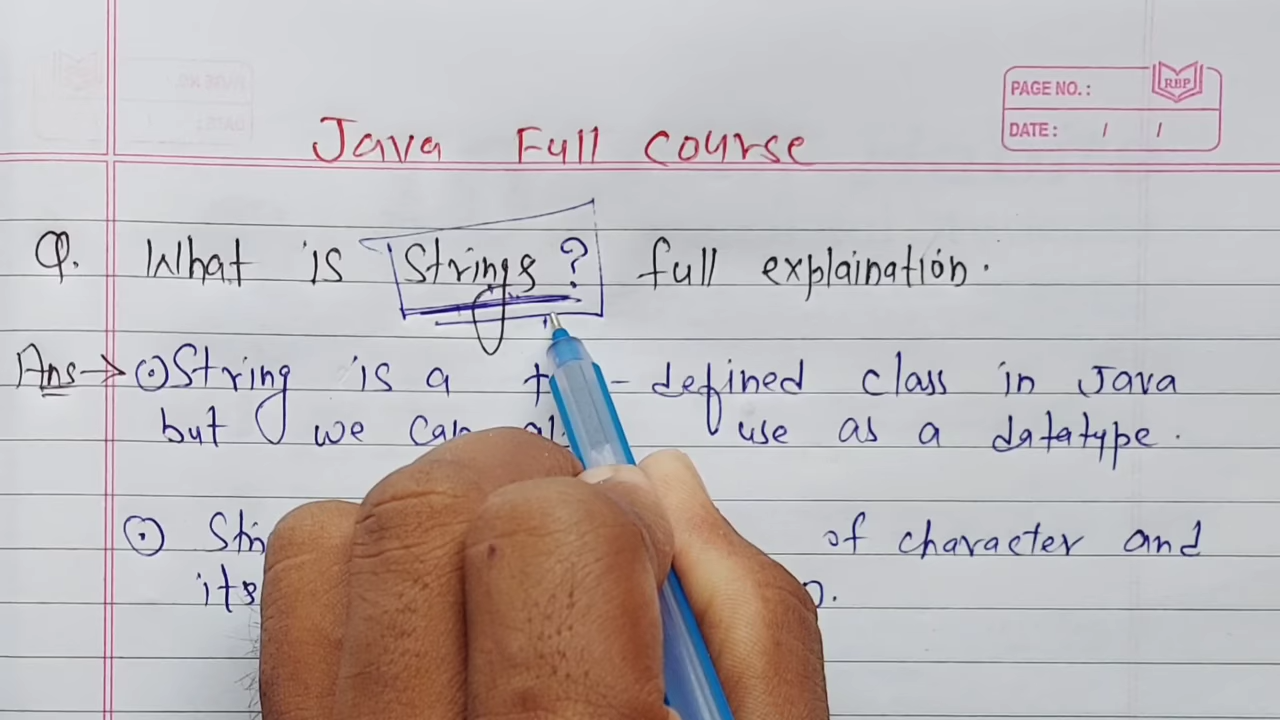 PAGE NO. :
RBP
DATE : / /
Java Full course
Q. What is Strings? full explaination.
Ans → ⊙ String is a - defined class in Java
but we can use as a datatype.
⊙ of character and
its